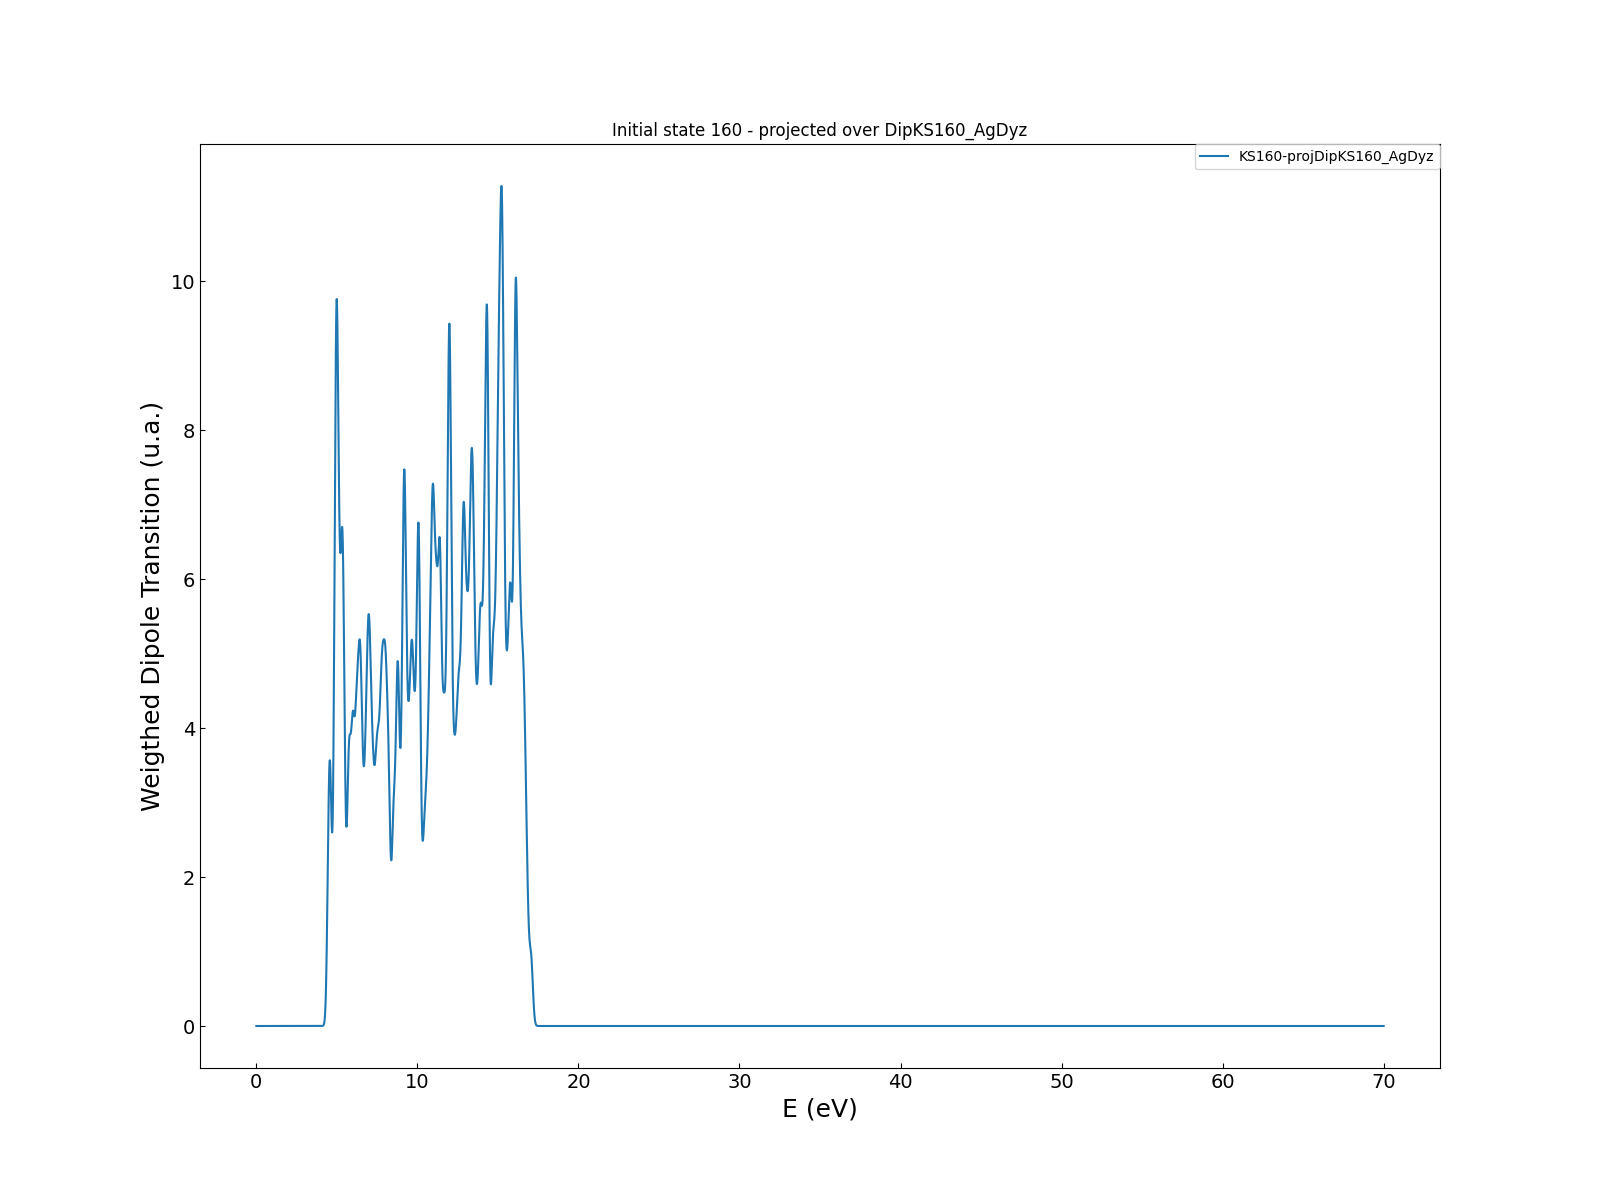 Initial state 160 - projected over DipKS160_AgDyz
KS160-projDipKS160_AgDyz
Weigthed Dipole Transition (u.a.)
10
8
6
4
2
0
0 10 20 30 40 50 60 70
E (eV)